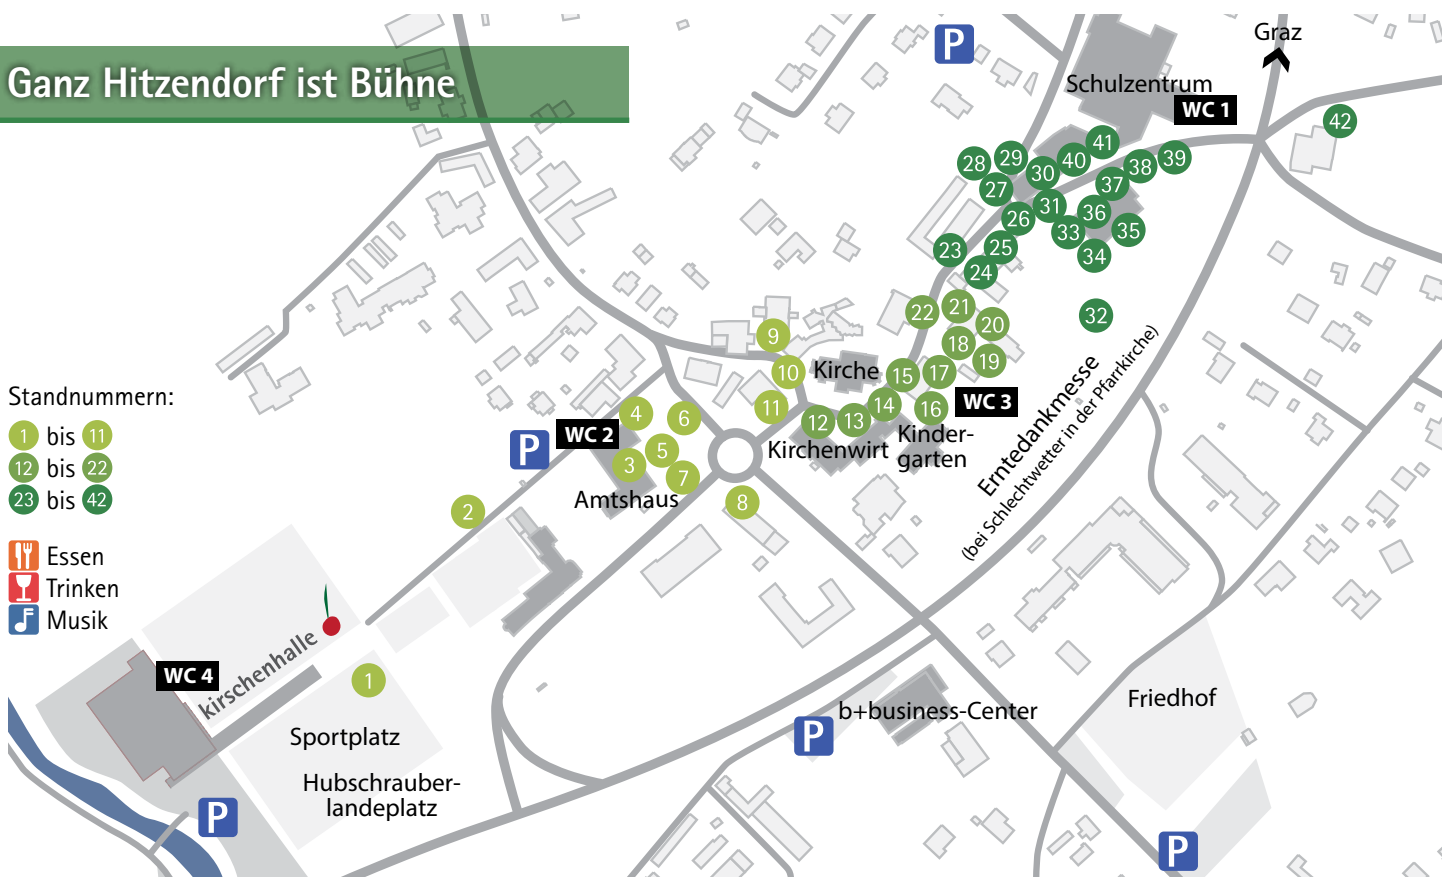 Ganz Hitzendorf ist Bühne
P
Graz
Schulzentrum
WC 1
42
41
40
39
38
37
36
35
34
33
32
31
30
29
28
27
26
25
24
23
22
21
20
19
18
17
16
15
14
13
12
11
10
9
Kirche
WC 3
Kinder-
garten
Kirchenwirt
Erntedankmesse
(bei Schlechtwetter in der Pfarrkirche)
Standnummern:
1 bis 11
12 bis 22
23 bis 42
Essen
Trinken
Musik
P
WC 2
4
6
5
3
7
8
2
Amtshaus
WC 4
kirschenhalle
1
Sportplatz
Hubschrauber-
landeplatz
P
b+business-Center
P
Friedhof
P